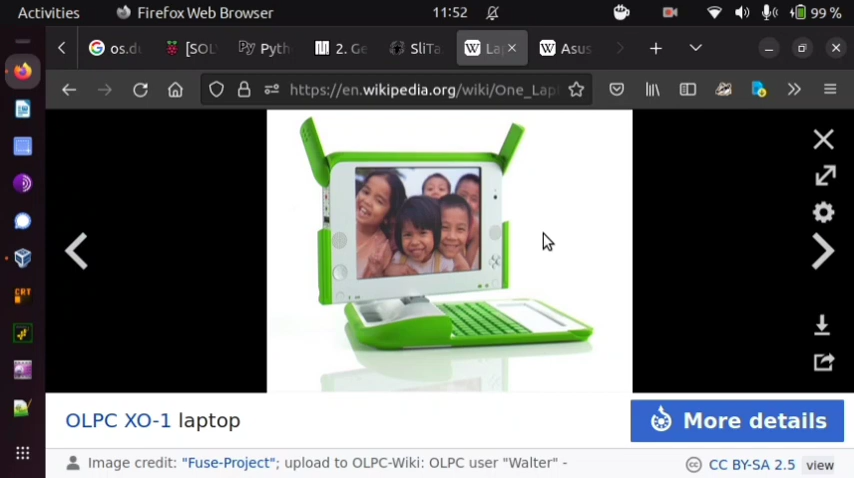 Activities Firefox Web Browser 11:52 99 %
os.d [SOL Pyth 2. Ge SliTa La Asus
https://en.wikipedia.org/wiki/One_Lap
OLPC XO-1 laptop
More details
Image credit: "Fuse-Project"; upload to OLPC-Wiki: OLPC user "Walter" -
CC BY-SA 2.5 view